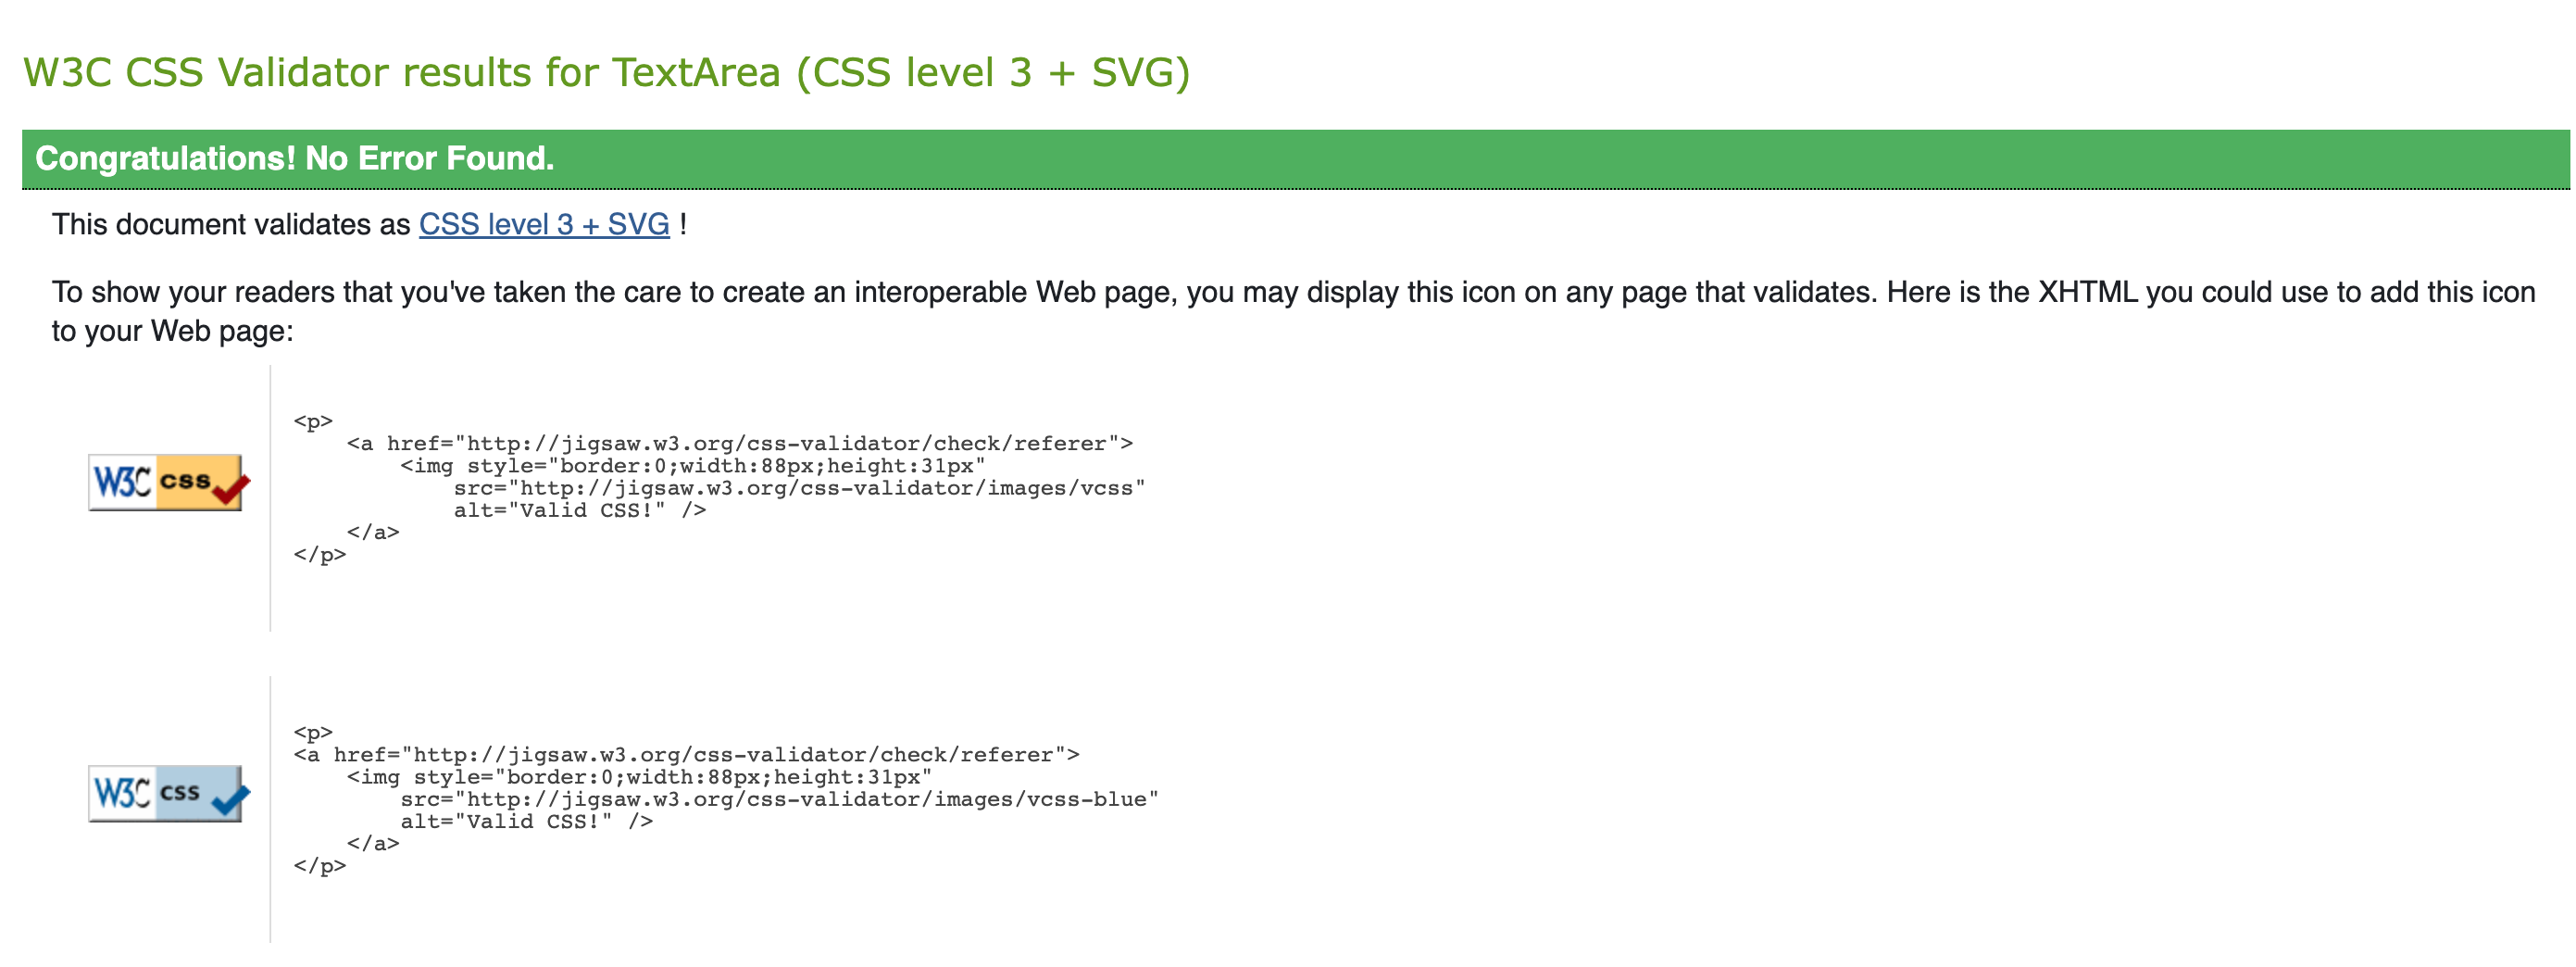 W3C CSS Validator results for TextArea (CSS level 3 + SVG)
Congratulations! No Error Found.
This document validates as CSS level 3 + SVG !
To show your readers that you've taken the care to create an interoperable Web page, you may display this icon on any page that validates. Here is the XHTML you could use to add this icon
to your Web page:
W3C css
<p>
    <a href="http://jigsaw.w3.org/css-validator/check/referer">
        <img style="border:0;width:88px;height:31px"
            src="http://jigsaw.w3.org/css-validator/images/vcss"
            alt="Valid CSS!" />
    </a>
</p>
W3C css
<p>
<a href="http://jigsaw.w3.org/css-validator/check/referer">
    <img style="border:0;width:88px;height:31px"
        src="http://jigsaw.w3.org/css-validator/images/vcss-blue"
        alt="Valid CSS!" />
    </a>
</p>